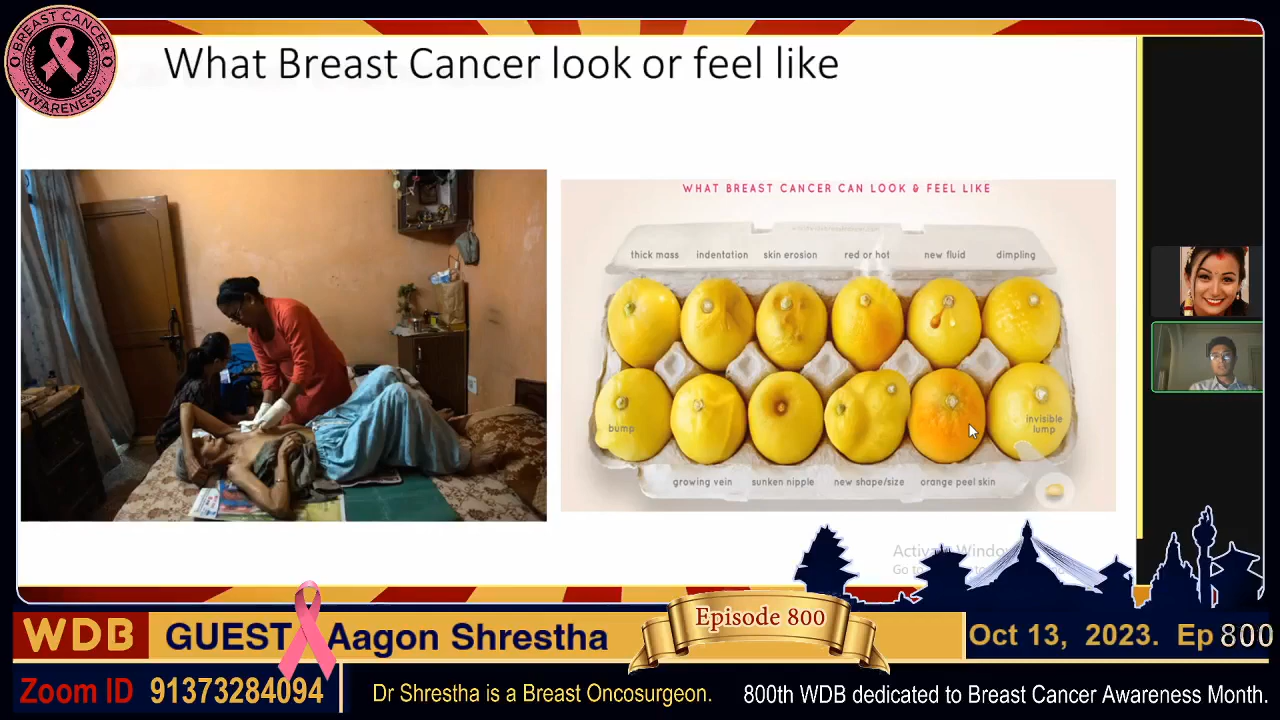 BREAST CANCER
AWARENESS
What Breast Cancer look or feel like
WHAT BREAST CANCER CAN LOOK & FEEL LIKE
thick mass indentation skin erosion red or hot new fluid dimpling
bump
invisible
lump
growing vein sunken nipple new shape/size orange peel skin
WDB GUEST Aagon Shrestha
Episode 800
Oct 13, 2023. Ep 800
Zoom ID 91373284094
Dr Shrestha is a Breast Oncosurgeon. 800th WDB dedicated to Breast Cancer Awareness Month.